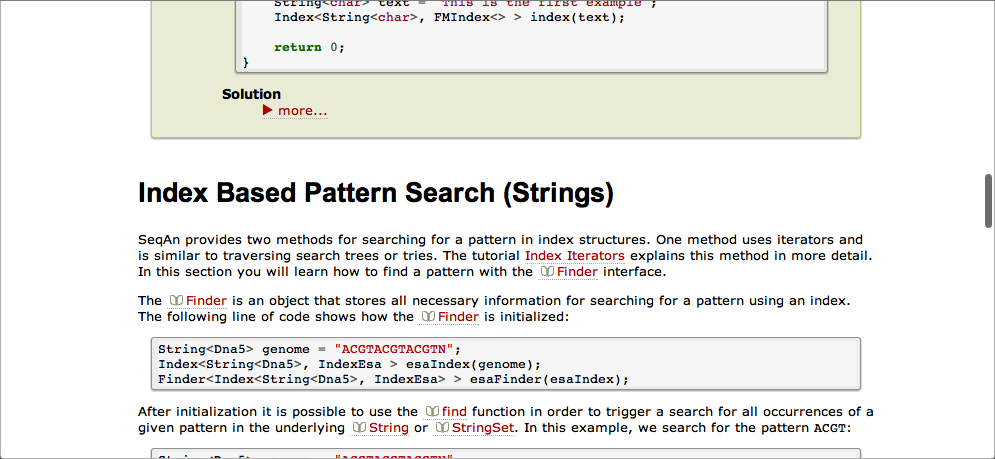 String<char> text = "This is the first example";
Index<String<char>, FMIndex<> > index(text);
return 0;
}
Solution
more...
Index Based Pattern Search (Strings)
SeqAn provides two methods for searching for a pattern in index structures. One method uses iterators and
is similar to traversing search trees or tries. The tutorial Index Iterators explains this method in more detail.
In this section you will learn how to find a pattern with the Finder interface.
The Finder is an object that stores all necessary information for searching for a pattern using an index.
The following line of code shows how the Finder is initialized:
String<Dna5> genome = "ACGTACGTACGTN";
Index<String<Dna5>, IndexEsa > esaIndex(genome);
Finder<Index<String<Dna5>, IndexEsa> > esaFinder(esaIndex);
After initialization it is possible to use the find function in order to trigger a search for all occurrences of a
given pattern in the underlying String or StringSet. In this example, we search for the pattern ACGT:
String<Dna5> genome = "ACGTACGTACGTN";